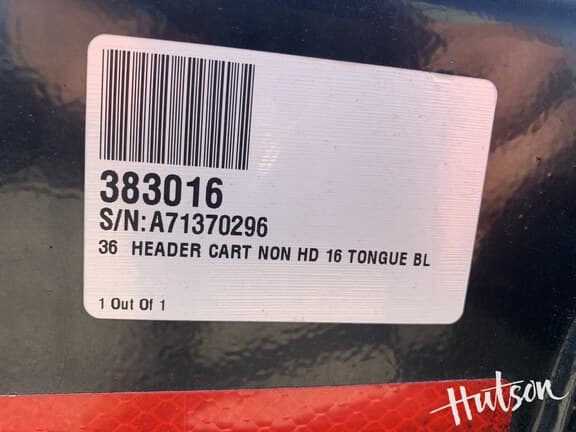 383016
S/N: A71370296
36 HEADER CART NON HD 16 TONGUE BL
1 Out Of 1
Hutson